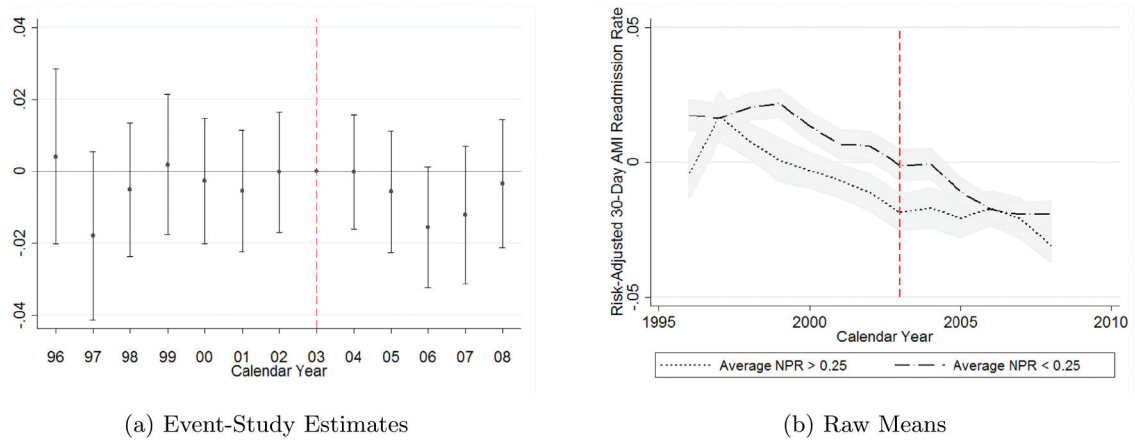 .04
.02
0
-.02
-.04
96 97 98 99 00 01 02 03 04 05 06 07 08
Calendar Year
(a) Event-Study Estimates
Risk-Adjusted 30-Day AMI Readmission Rate
.05
0
-.05
1995 2000 2005 2010
Calendar Year
Average NPR > 0.25 Average NPR < 0.25
(b) Raw Means